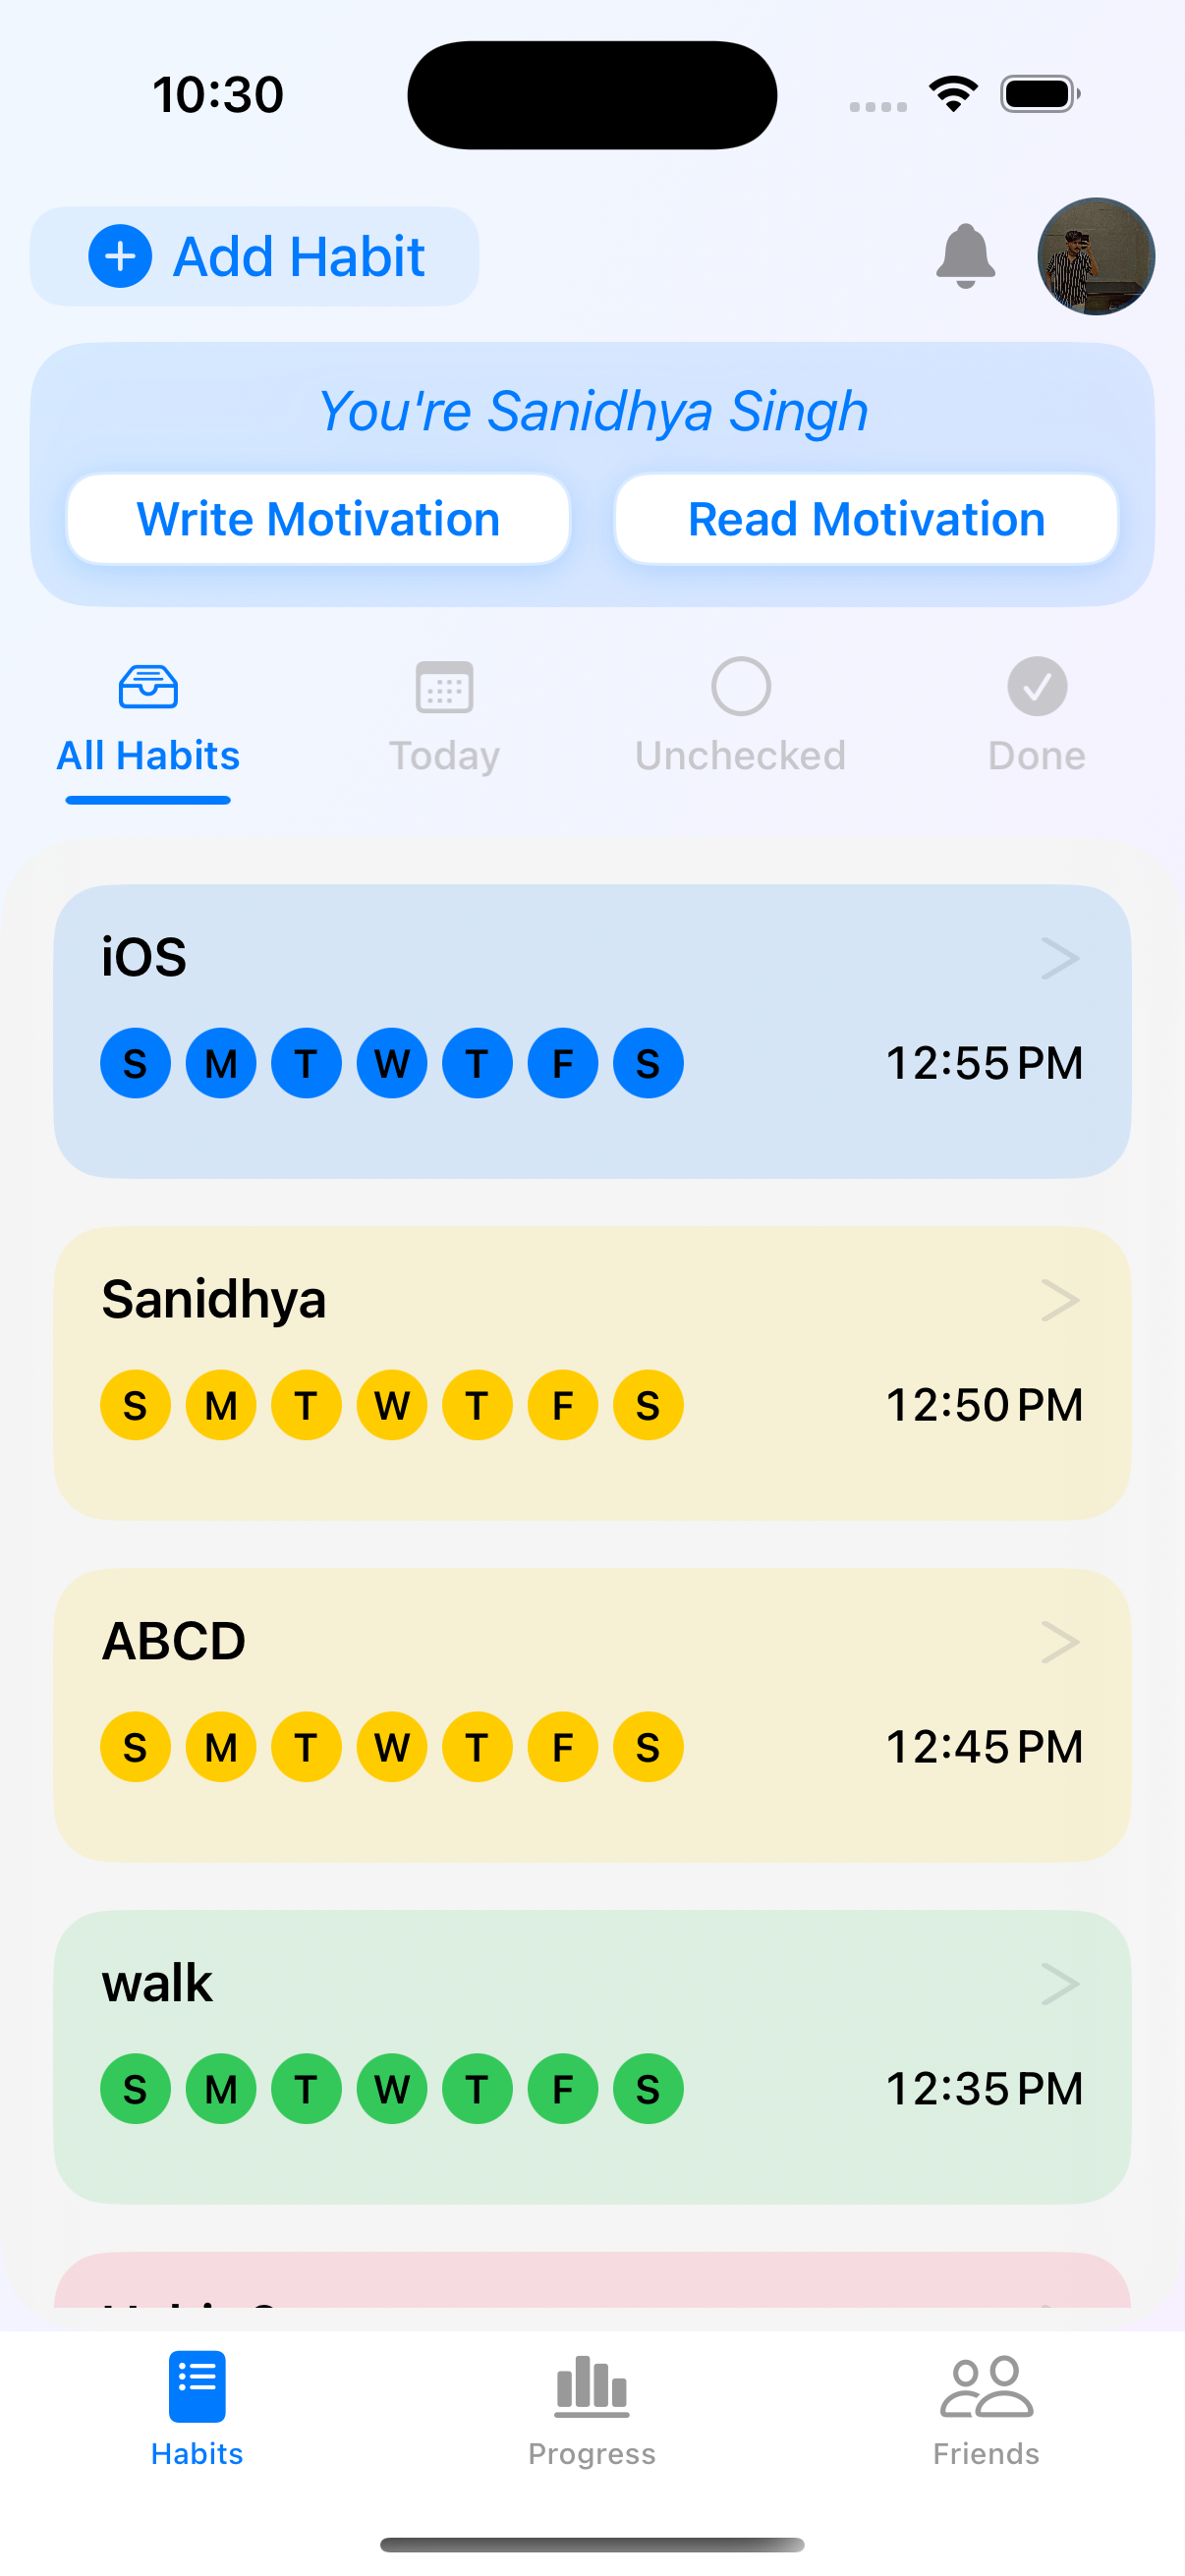 10:30
Add Habit
You're Sanidhya Singh
Write Motivation Read Motivation
All Habits Today Unchecked Done
iOS
S M T W T F S 12:55 PM
Sanidhya
S M T W T F S 12:50 PM
ABCD
S M T W T F S 12:45 PM
walk
S M T W T F S 12:35 PM
Habits Progress Friends